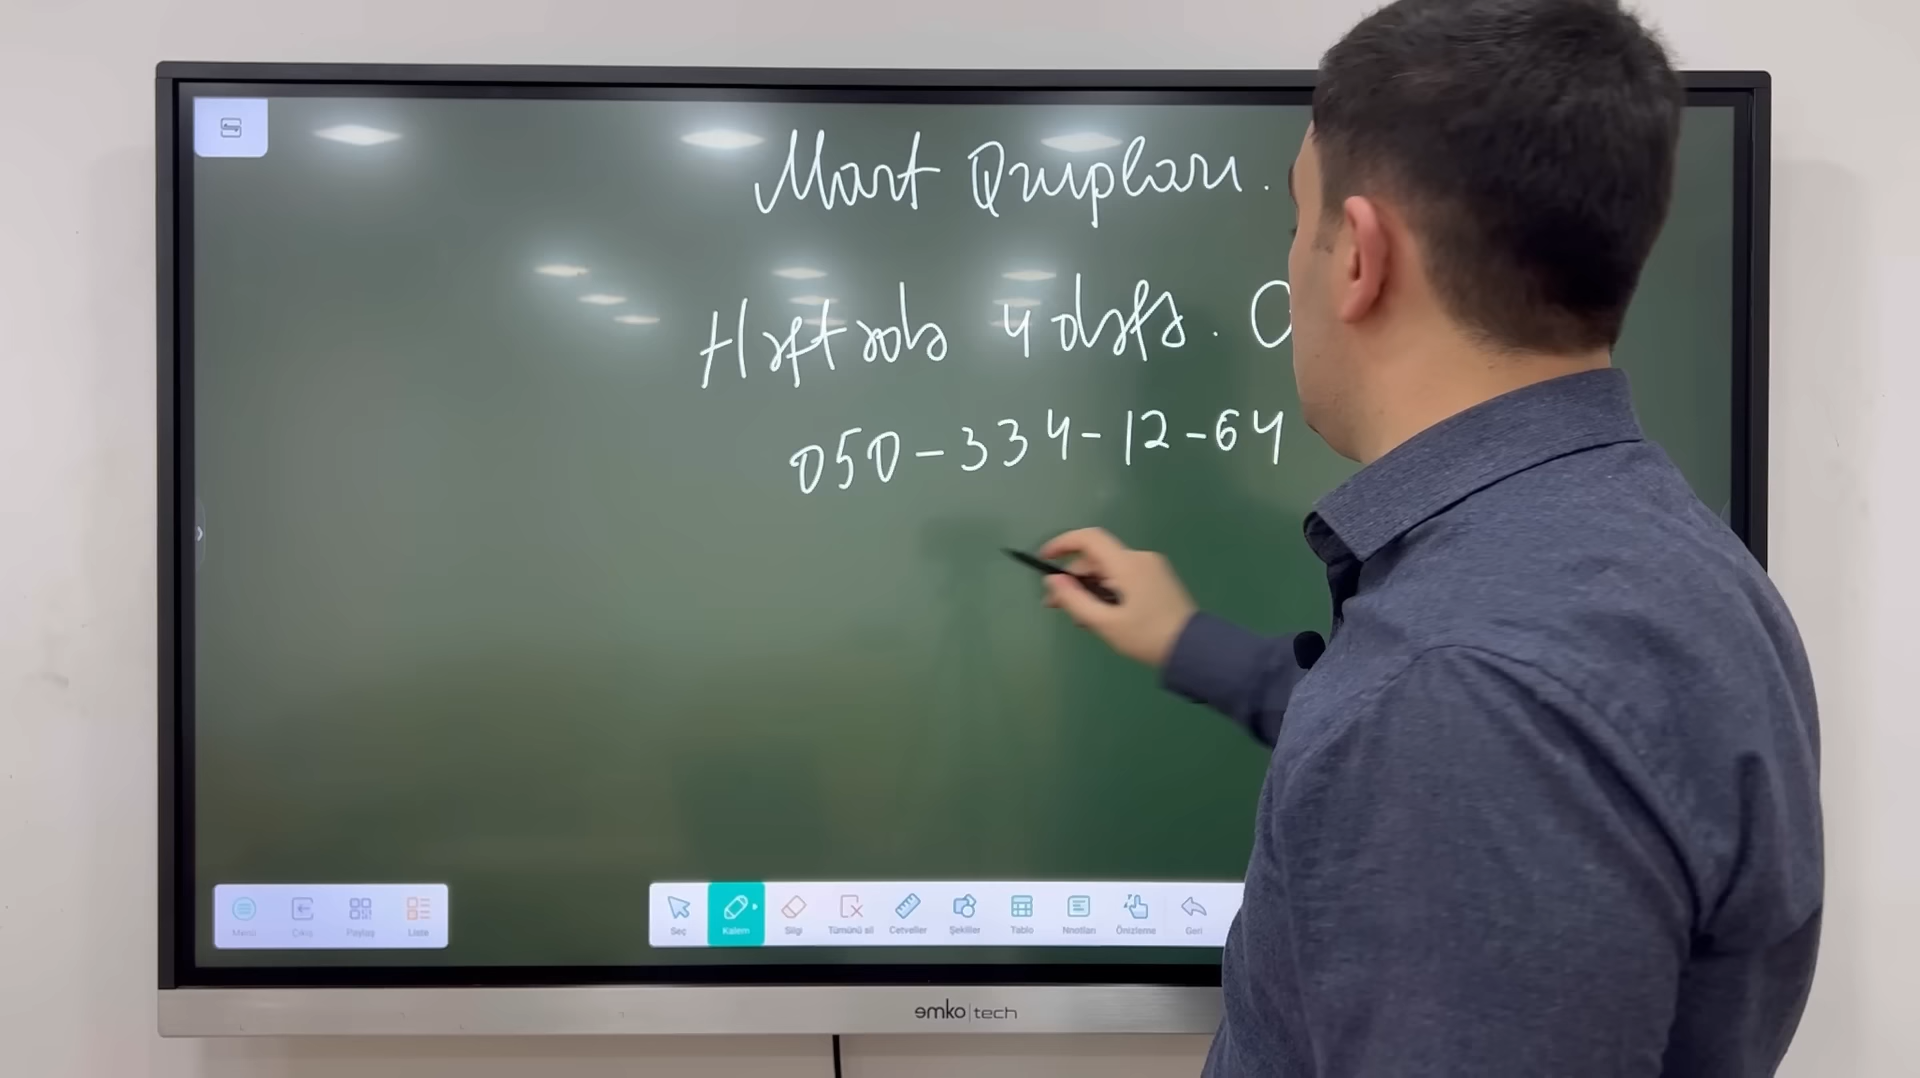 Mart Qrupları.
Həftədə 4 dəfə. O
050-334-12-64
Menü Çıkış Paylaş Liste
Seç Kalem Silgi Tümünü sil Cetveller Şekiller Tablo Nnotları Önizleme Geri
emko|tech